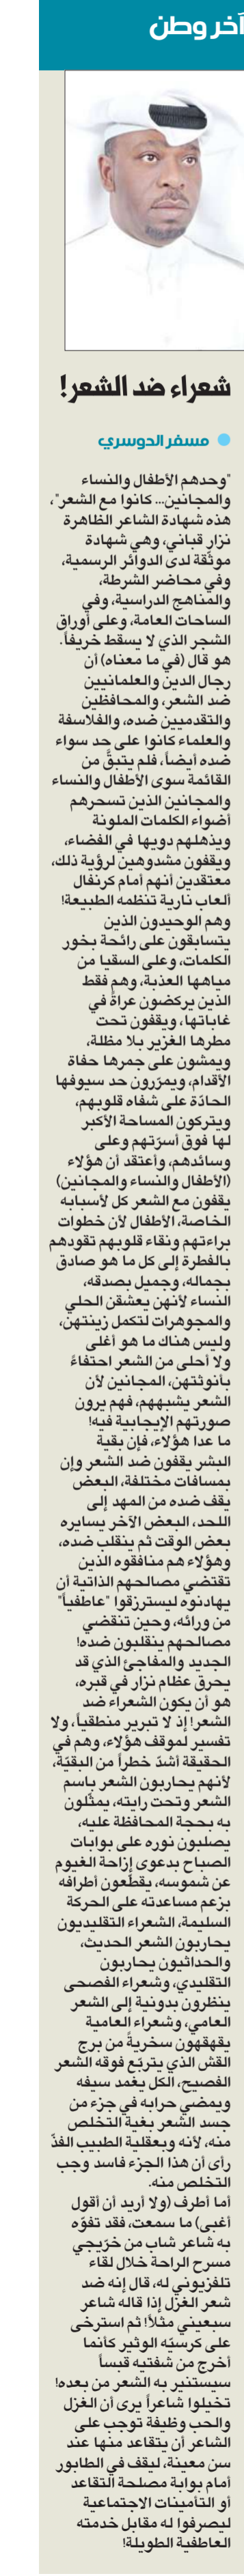 آخر وطن
شعراء ضد الشعر!
مسفر الدوسري
"وحدهم الأطفال والنساء
والمجانين... كانوا مع الشعر"،
هذه شهادة الشاعر الظاهرة
نزار قباني، وهي شهادة
موثّقة لدى الدوائر الرسمية،
وفي محاضر الشرطة،
والمناهج الدراسية، وفي
الساحات العامة، وعلى أوراق
الشجر الذي لا يسقط خريفاً.
هو قال (في ما معناه) أن
رجال الدين والعلمانيين
ضد الشعر، والمحافظين
والتقدميين ضده، والفلاسفة
والعلماء كانوا على حد سواء
ضده أيضاً، فلم يتبقَّ من
القائمة سوى الأطفال والنساء
والمجانين الذين تسحرهم
أضواء الكلمات الملونة
ويذهلهم دويها في الفضاء،
ويقفون مشدوهين لرؤية ذلك،
معتقدين أنهم أمام كرنفال
ألعاب نارية تنظمه الطبيعة!
وهم الوحيدون الذين
يتسابقون على رائحة بخور
الكلمات، وعلى السقيا من
مياهها العذبة، وهم فقط
الذين يركضون عراةً في
غاباتها، ويقفون تحت
مطرها الغزير بلا مظلة،
ويمشون على جمرها حفاة
الأقدام، ويمرّرون حد سيوفها
الحادّة على شفاه قلوبهم،
ويتركون المساحة الأكبر
لها فوق أسرّتهم وعلى
وسائدهم، وأعتقد أن هؤلاء
(الأطفال والنساء والمجانين)
يقفون مع الشعر كل لأسبابه
الخاصة، الأطفال لأن خطوات
براءتهم ونقاء قلوبهم تقودهم
بالفطرة إلى كل ما هو صادق
بجماله، وجميل بصدقه،
النساء لأنهن يعشقن الحلي
والمجوهرات لتكمل زينتهن،
وليس هناك ما هو أغلى
ولا أحلى من الشعر احتفاءً
بأنوثتهن، المجانين لأن
الشعر يشبههم، فهم يرون
صورتهم الإيجابية فيه!
ما عدا هؤلاء، فإن بقية
البشر يقفون ضد الشعر وإن
بمسافات مختلفة، البعض
يقف ضده من المهد إلى
اللحد، البعض الآخر يسايره
بعض الوقت ثم ينقلب ضده،
وهؤلاء هم منافقوه الذين
تقتضي مصالحهم الذاتية أن
يهادنوه ليسترزقوا "عاطفياً"
من ورائه، وحين تنقضي
مصالحهم ينقلبون ضده!
الجديد والمفاجئ الذي قد
يحرق عظام نزار في قبره،
هو أن يكون الشعراء ضد
الشعر! إذ لا تبرير منطقياً، ولا
تفسير لموقف هؤلاء، وهم في
الحقيقة أشدّ خطراً من البقيّة،
لأنهم يحاربون الشعر باسم
الشعر وتحت رايته، يمثّلون
به بحجة المحافظة عليه،
يصلبون نوره على بوابات
الصباح بدعوى إزاحة الغيوم
عن شموسه، يقطّعون أطرافه
بزعم مساعدته على الحركة
السليمة، الشعراء التقليديون
يحاربون الشعر الحديث،
والحداثيون يحاربون
التقليدي، وشعراء الفصحى
ينظرون بدونية إلى الشعر
العامي، وشعراء العامية
يقهقهون سخريةً من برج
القش الذي يتربّع فوقه الشعر
الفصيح، الكل يغمد سيفه
ويمضي حرابه في جزء من
جسد الشعر بغية التخلص
منه، لأنه وبعقلية الطبيب الفذّ
رأى أن هذا الجزء فاسد وجب
التخلص منه.
أما أطرف (ولا أريد أن أقول
أغبى) ما سمعت، فقد تفوّه
به شاعر شاب من خرّيجي
مسرح الراحة خلال لقاء
تلفزيوني له، قال إنه ضد
شعر الغزل إذا قاله شاعر
سبعيني مثلاً! ثم استرخى
على كرسيّه الوثير كأنما
أخرج من شفتيه قبساً
سيستنير به الشعر من بعده!
تخيلوا شاعراً يرى أن الغزل
والحب وظيفة توجب على
الشاعر أن يتقاعد منها عند
سن معينة، ليقف في الطابور
أمام بوابة مصلحة التقاعد
أو التأمينات الاجتماعية
ليصرفوا له مقابل خدمته
العاطفية الطويلة!